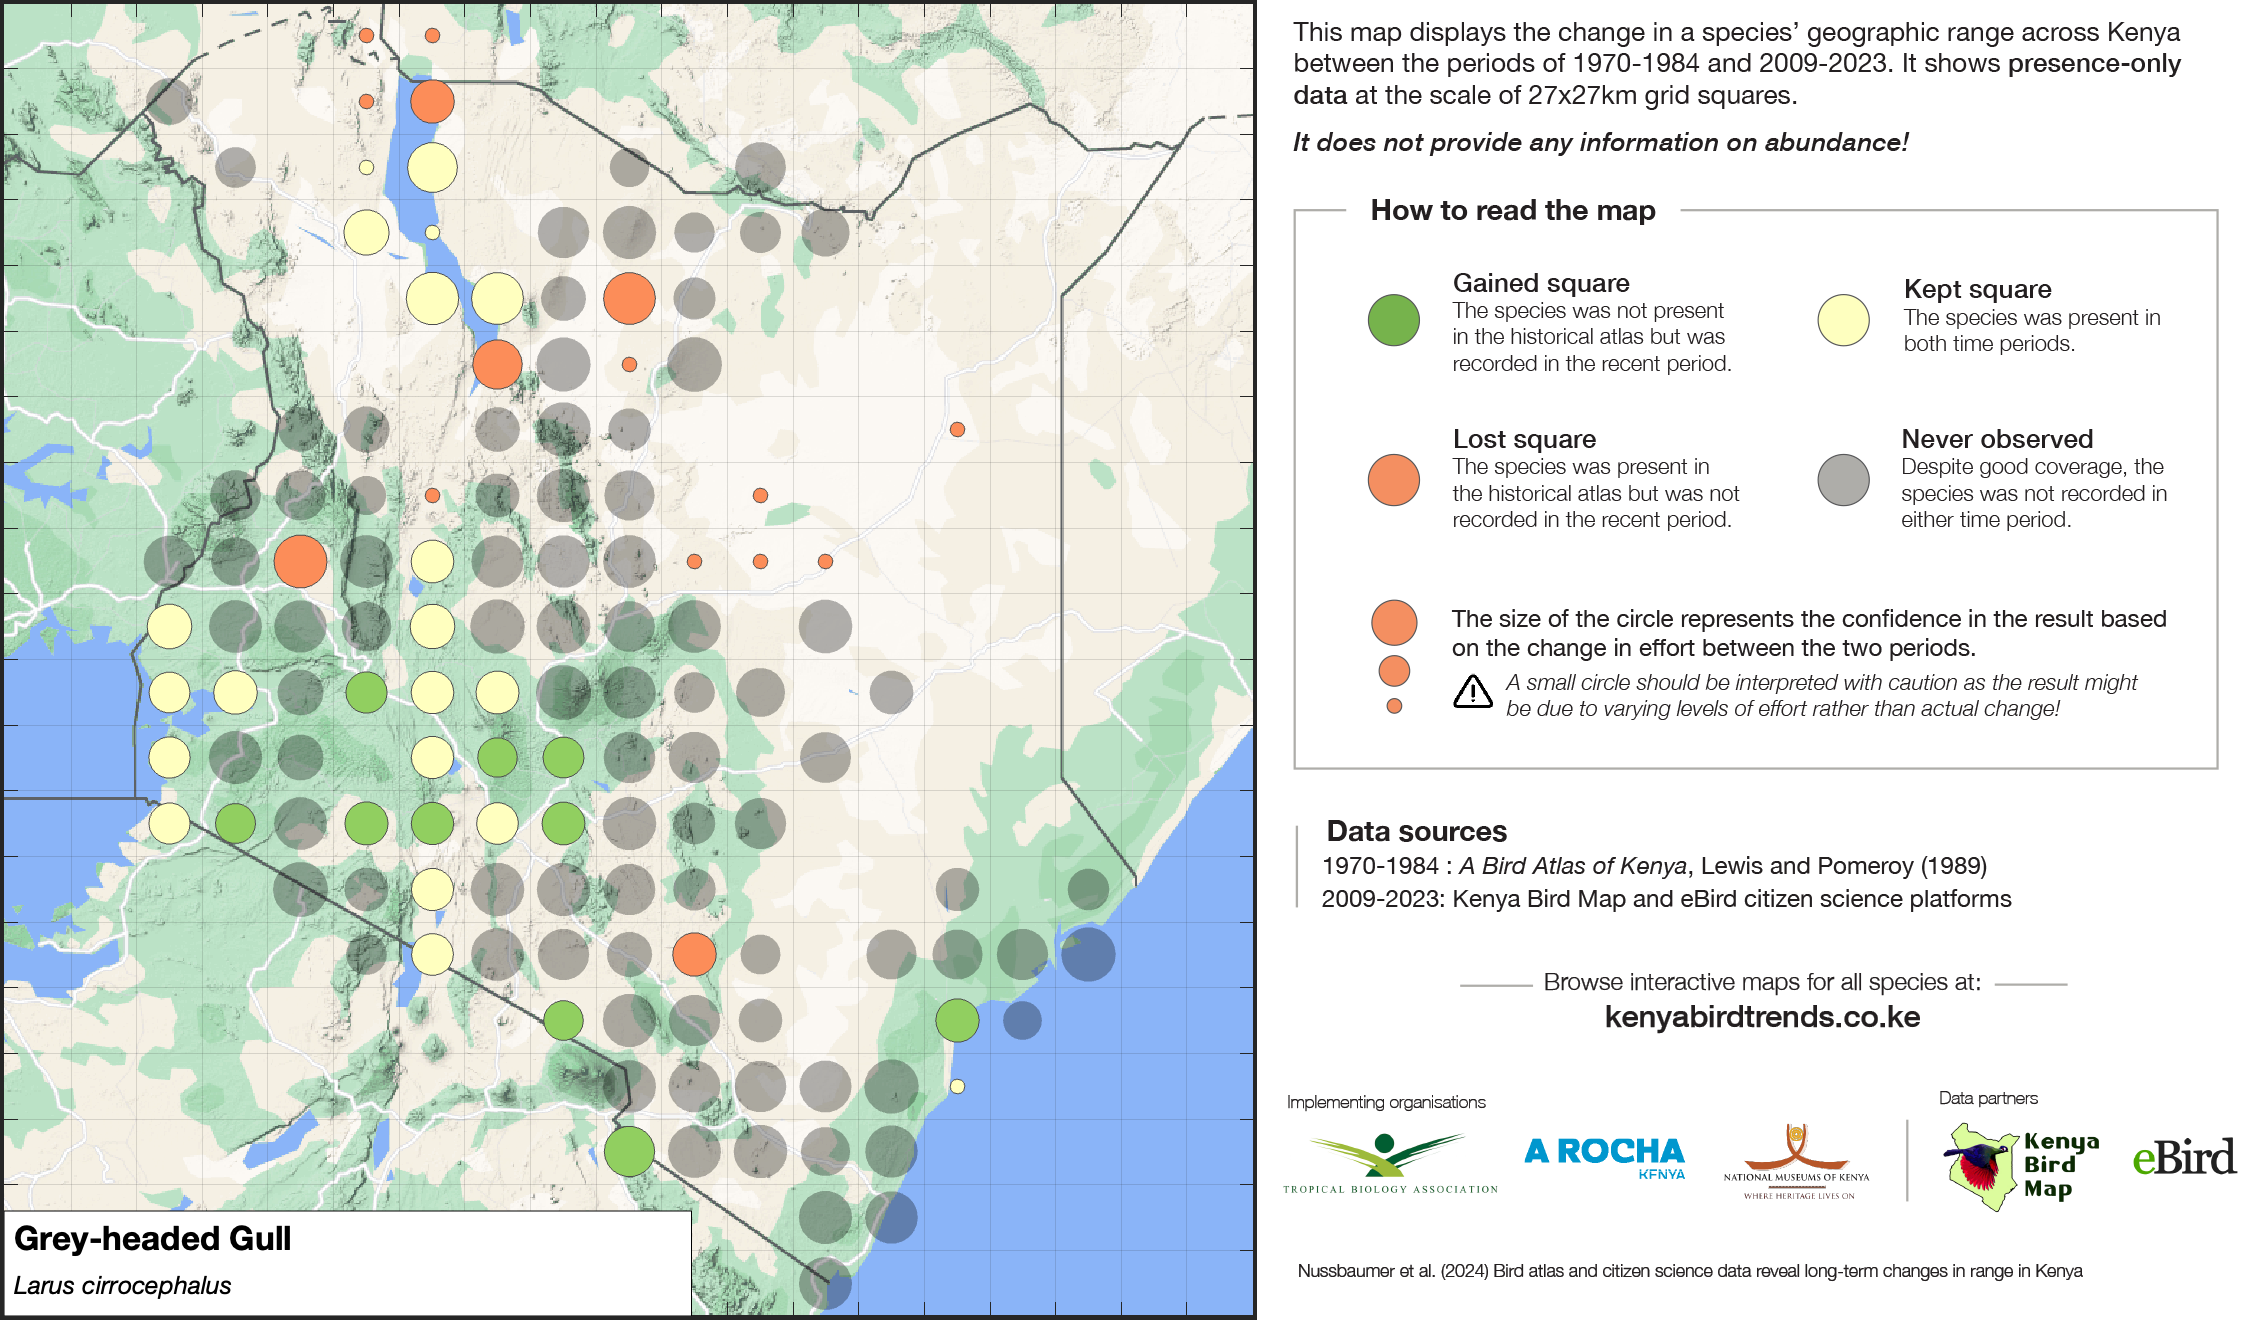 This map displays the change in a species’ geographic range across Kenya
between the periods of 1970-1984 and 2009-2023. It shows presence-only
data at the scale of 27x27km grid squares.
It does not provide any information on abundance!
How to read the map
Gained square
The species was not present
in the historical atlas but was
recorded in the recent period.
Kept square
The species was present in
both time periods.
Lost square
The species was present in
the historical atlas but was not
recorded in the recent period.
Never observed
Despite good coverage, the
species was not recorded in
either time period.
The size of the circle represents the confidence in the result based
on the change in effort between the two periods.
A small circle should be interpreted with caution as the result might
be due to varying levels of effort rather than actual change!
Data sources
1970-1984 : A Bird Atlas of Kenya, Lewis and Pomeroy (1989)
2009-2023: Kenya Bird Map and eBird citizen science platforms
Browse interactive maps for all species at:
kenyabirdtrends.co.ke
Implementing organisations
Data partners
TROPICAL BIOLOGY ASSOCIATION
A ROCHA
KENYA
NATIONAL MUSEUMS OF KENYA
WHERE HERITAGE LIVES ON
Kenya
Bird
Map
eBird
Grey-headed Gull
Larus cirrocephalus
Nussbaumer et al. (2024) Bird atlas and citizen science data reveal long-term changes in range in Kenya